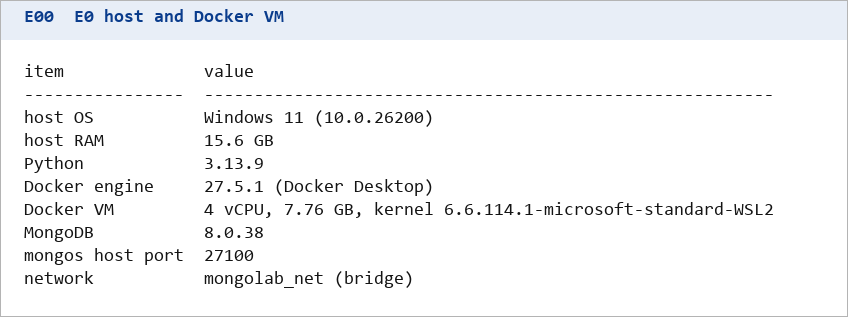 E00  E0 host and Docker VM
item              value
----------------  ---------------------------------------------------------
host OS           Windows 11 (10.0.26200)
host RAM          15.6 GB
Python            3.13.9
Docker engine     27.5.1 (Docker Desktop)
Docker VM         4 vCPU, 7.76 GB, kernel 6.6.114.1-microsoft-standard-WSL2
MongoDB           8.0.38
mongos host port  27100
network           mongolab_net (bridge)